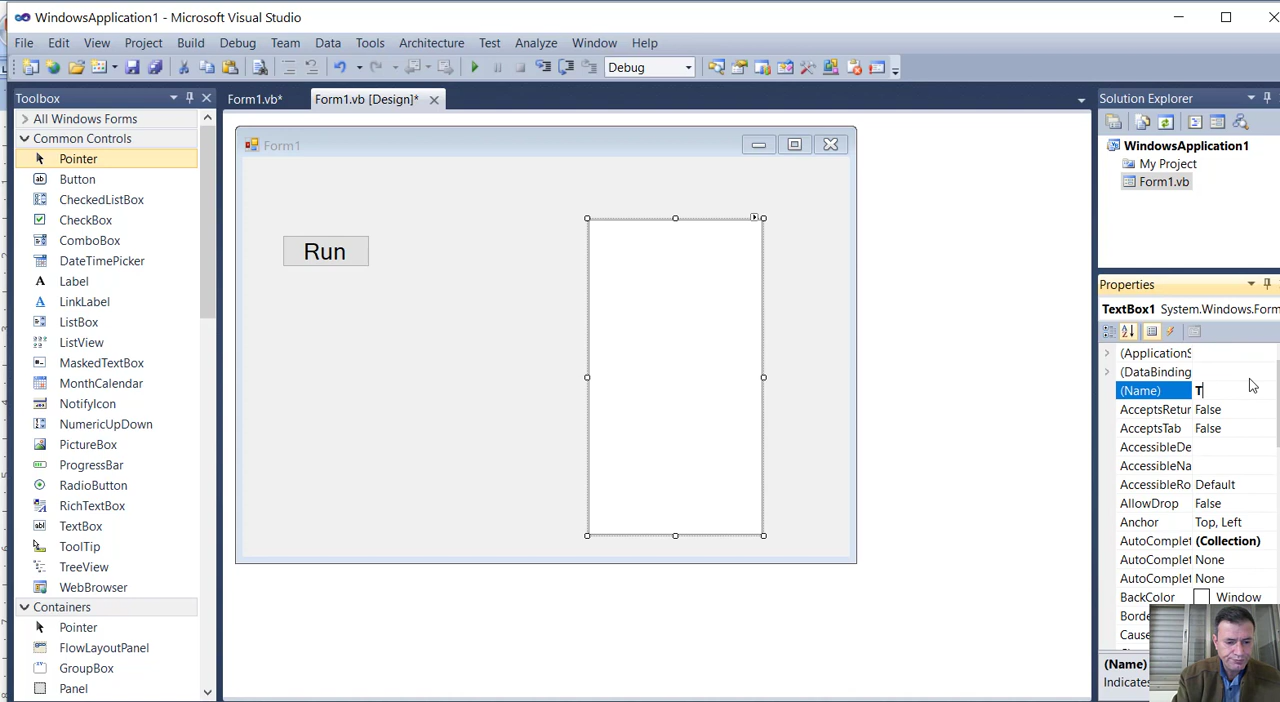 WindowsApplication1 - Microsoft Visual Studio
File Edit View Project Build Debug Team Data Tools Architecture Test Analyze Window Help
Debug
Toolbox
All Windows Forms
Common Controls
Pointer
Button
CheckedListBox
CheckBox
ComboBox
DateTimePicker
Label
LinkLabel
ListBox
ListView
MaskedTextBox
MonthCalendar
NotifyIcon
NumericUpDown
PictureBox
ProgressBar
RadioButton
RichTextBox
TextBox
ToolTip
TreeView
WebBrowser
Containers
Pointer
FlowLayoutPanel
GroupBox
Panel
Form1.vb* Form1.vb [Design]*
Form1
Run
Solution Explorer
WindowsApplication1
My Project
Form1.vb
Properties
TextBox1 System.Windows.Form
(ApplicationS
(DataBinding
(Name) T
AcceptsRetur False
AcceptsTab False
AccessibleDe
AccessibleNa
AccessibleRo Default
AllowDrop False
Anchor Top, Left
AutoComplet (Collection)
AutoComplet None
AutoComplet None
BackColor Window
Border
Cause
(Name)
Indicates